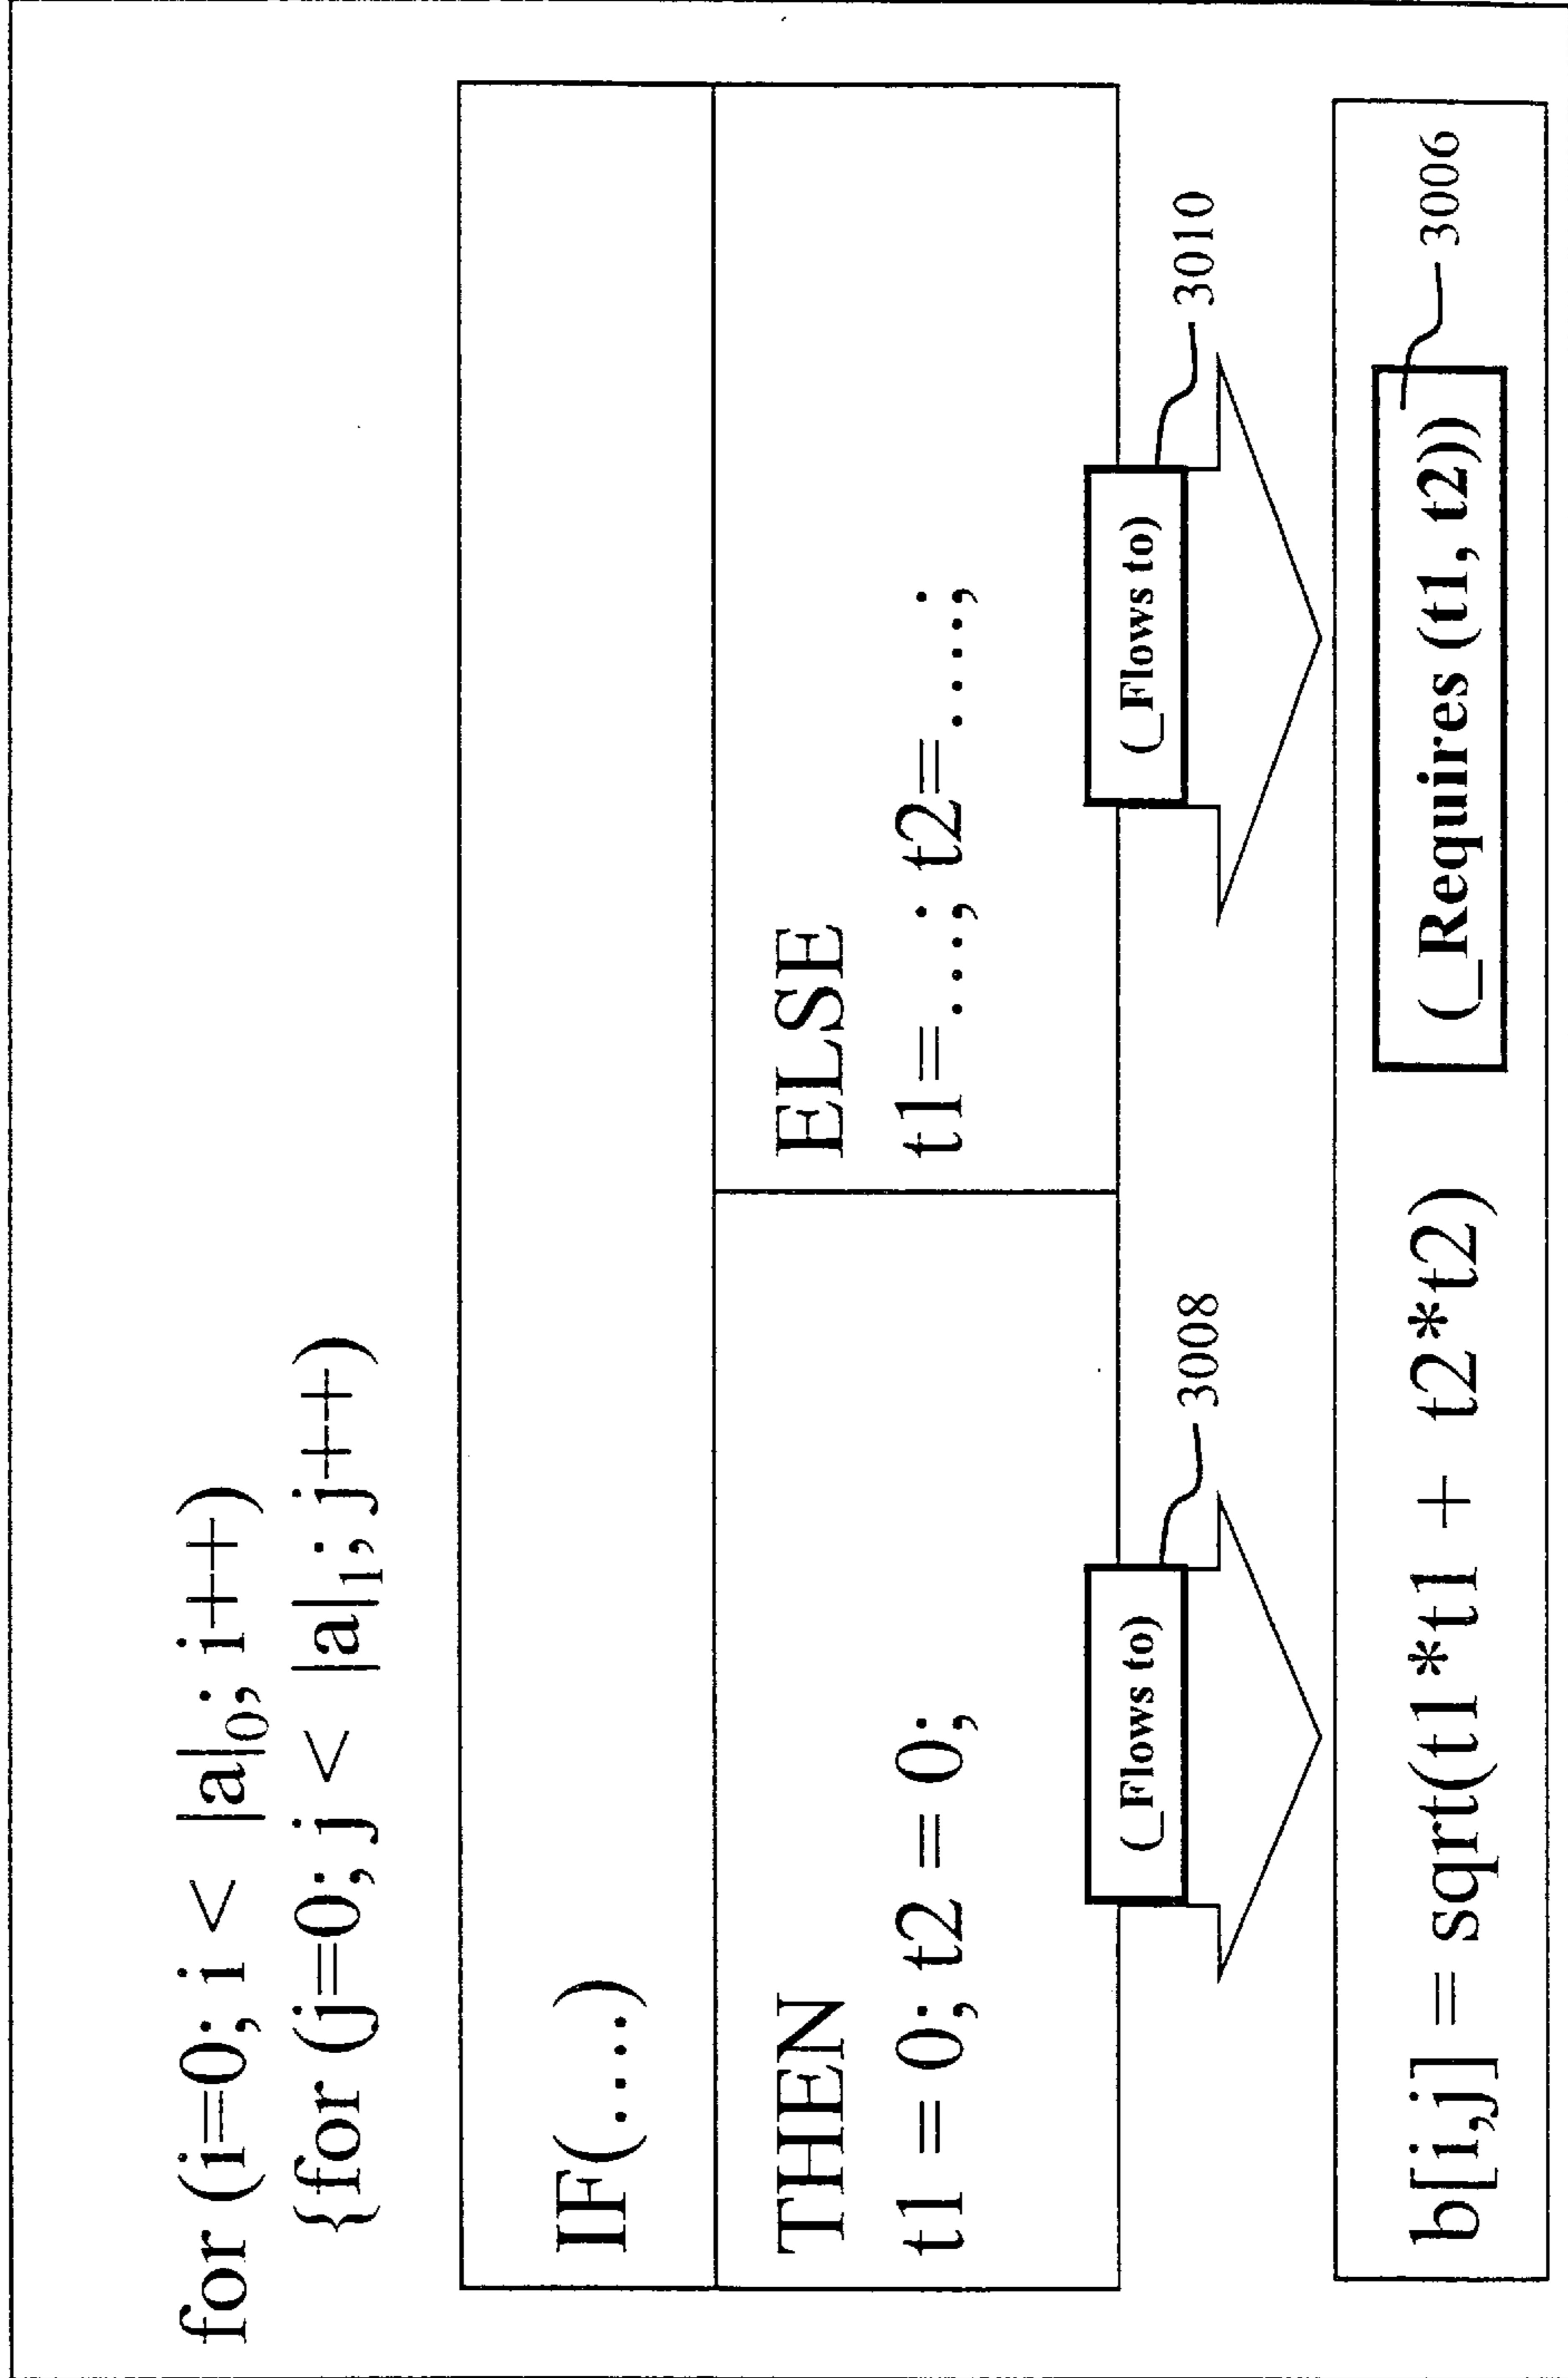 for (i=0; i < |a|₀; i++)
{for (j=0; j < |a|₁; j++)
IF(....)
THEN
t1 = 0; t2 = 0;
ELSE
t1=....; t2=.....;
(_Flows to)
3008
(_Flows to)
3010
b[i,j] = sqrt(t1*t1 + t2*t2)
(_Requires (t1, t2))
3006